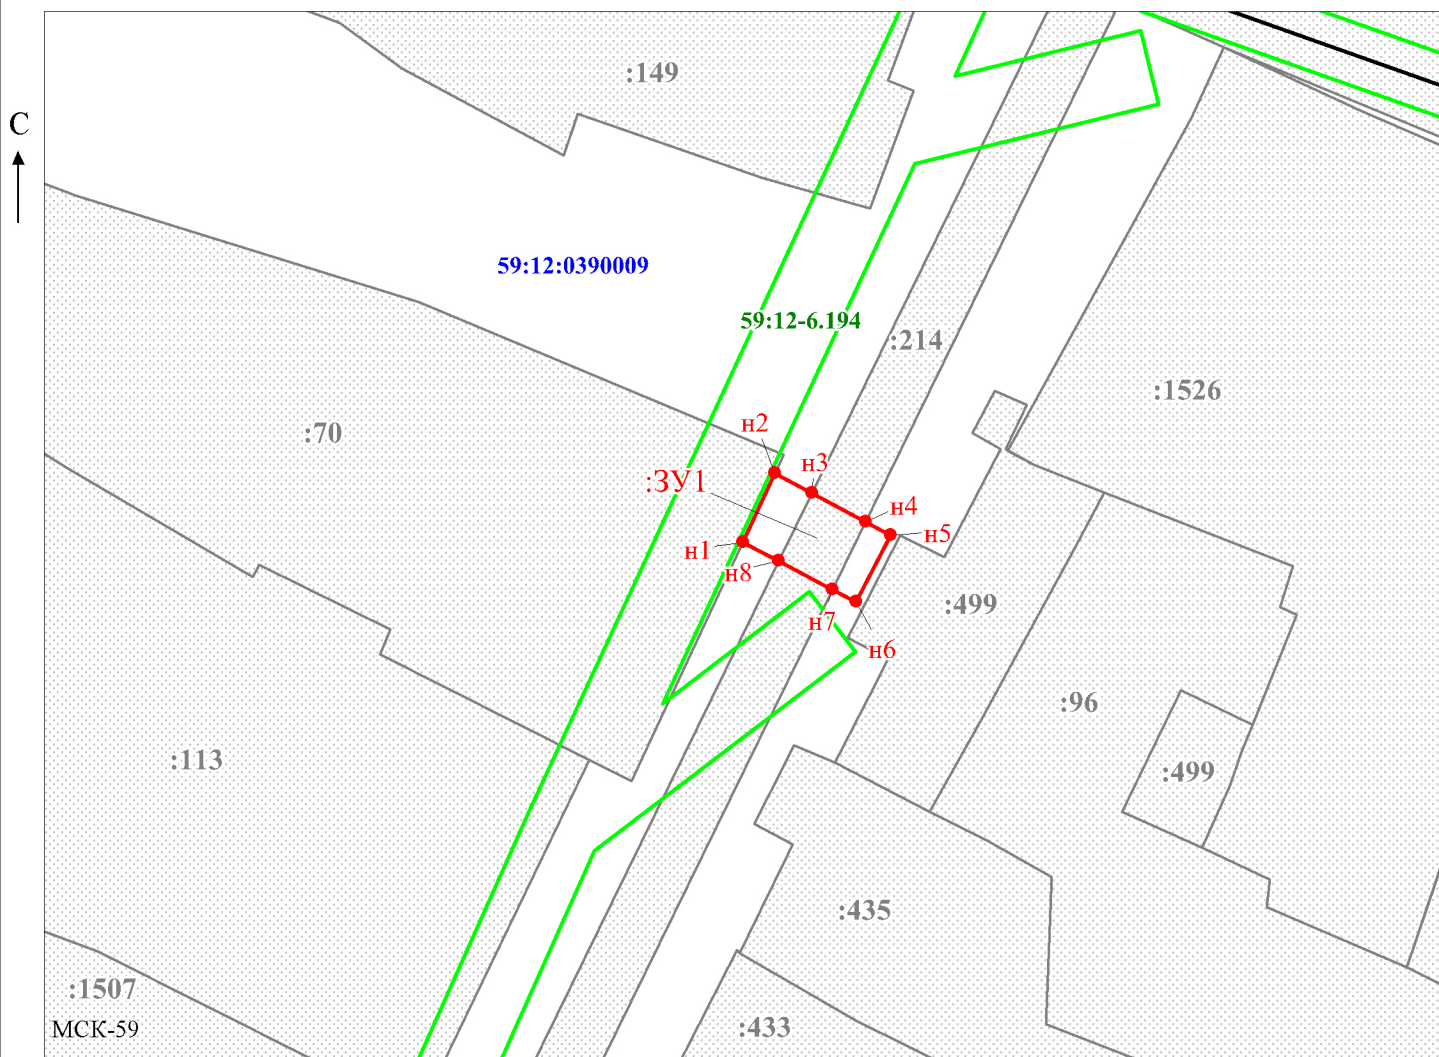 :149
С
59:12:0390009
59:12-6.194
:214
:1526
:70
н2
н3
:ЗУ1
н4
н5
н1
н8
н7
н6
:499
:96
:113
:499
:435
:1507
:433
МСК-59